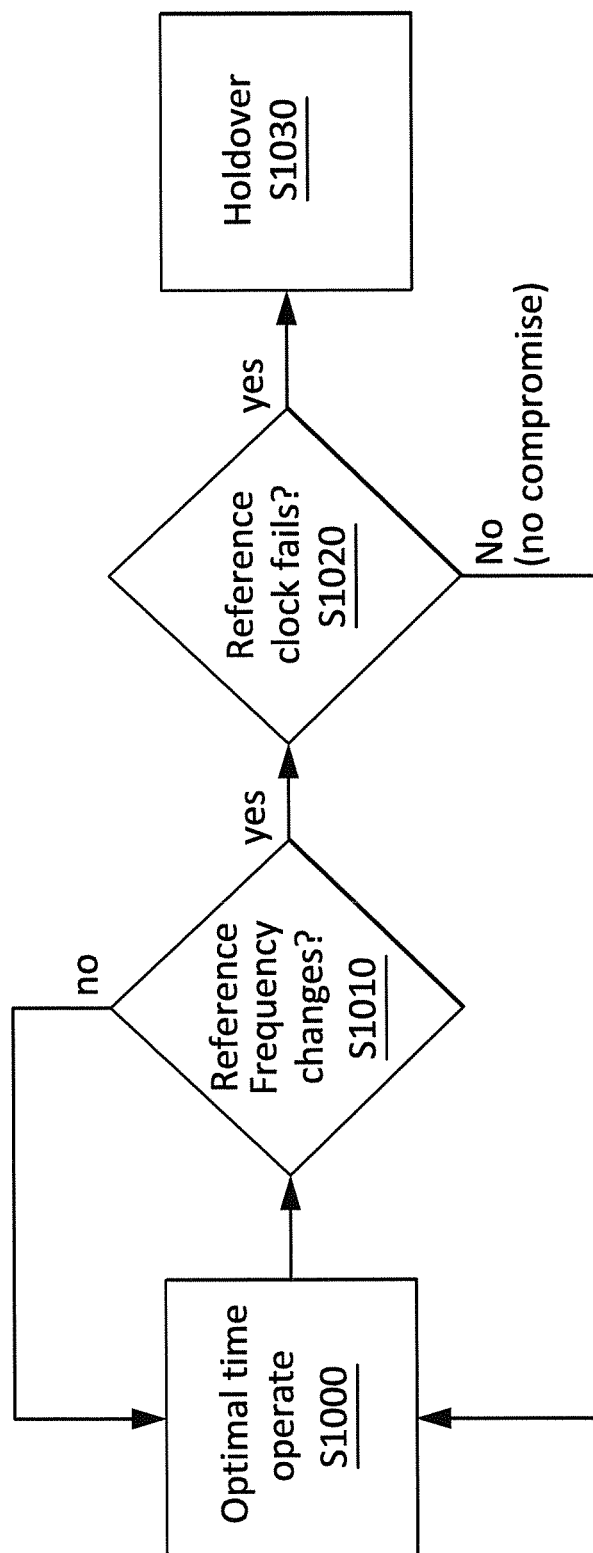 Optimal time
operate
S1000
no
Reference
Frequency
changes?
S1010
yes
Reference
clock fails?
S1020
yes
No
(no compromise)
Holdover
S1030